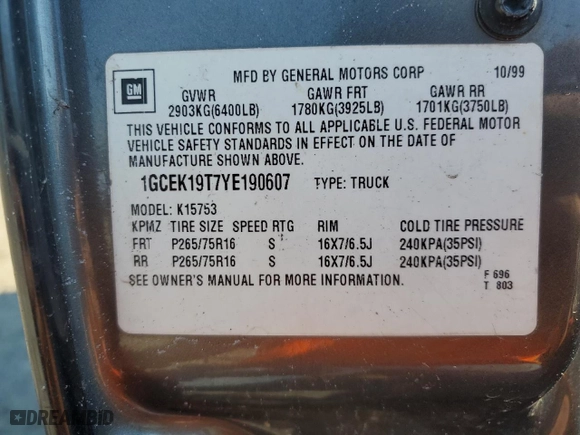 GM
MFD BY GENERAL MOTORS CORP 10/99
GVWR GAWR FRT GAWR RR
2903KG(6400LB) 1780KG(3925LB) 1701KG(3750LB)
THIS VEHICLE CONFORMS TO ALL APPLICABLE U.S. FEDERAL MOTOR
VEHICLE SAFETY STANDARDS IN EFFECT ON THE DATE OF
MANUFACTURE SHOWN ABOVE.
1GCEK19T7YE190607 TYPE: TRUCK
MODEL: K15753
KPMZ TIRE SIZE SPEED RTG RIM COLD TIRE PRESSURE
FRT P265/75R16 S 16X7/6.5J 240KPA(35PSI)
RR P265/75R16 S 16X7/6.5J 240KPA(35PSI)
SEE OWNER'S MANUAL FOR MORE INFORMATION.
F 696
T 803
DREAMBID